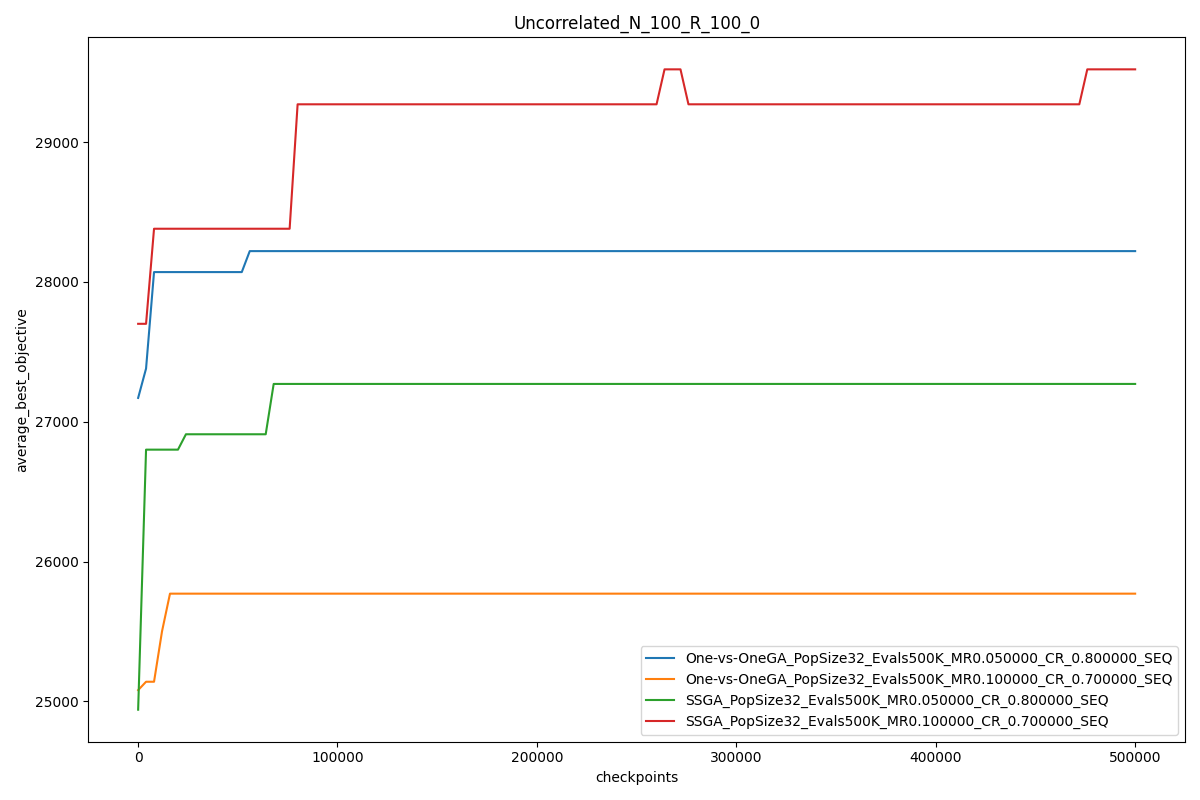 Uncorrelated_N_100_R_100_0
average_best_objective
29000
28000
27000
26000
25000
One-vs-OneGA_PopSize32_Evals500K_MR0.050000_CR_0.800000_SEQ
One-vs-OneGA_PopSize32_Evals500K_MR0.100000_CR_0.700000_SEQ
SSGA_PopSize32_Evals500K_MR0.050000_CR_0.800000_SEQ
SSGA_PopSize32_Evals500K_MR0.100000_CR_0.700000_SEQ
0 100000 200000 300000 400000 500000
checkpoints